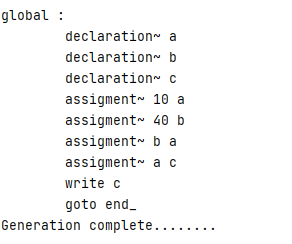 global :
declaration~ a
declaration~ b
declaration~ c
assigment~ 10 a
assigment~ 40 b
assigment~ b a
assigment~ a c
write c
goto end_
Generation complete........